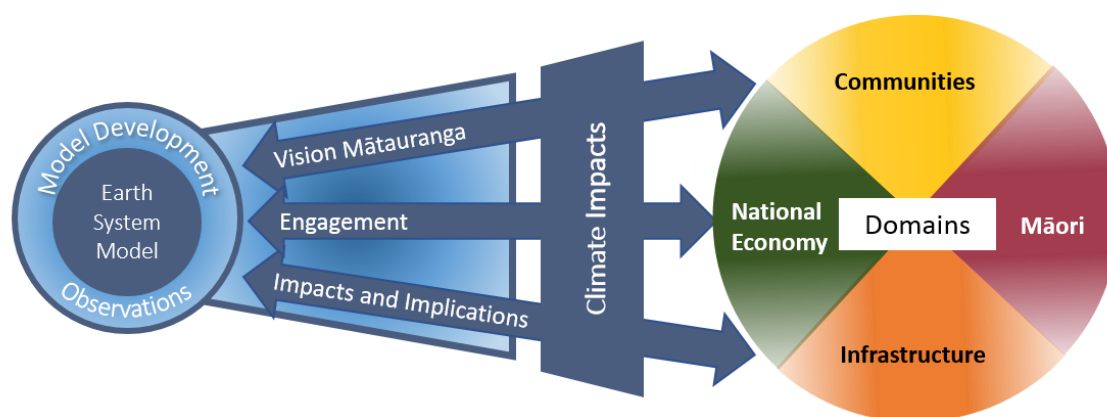 Model Development
Earth
System
Model
Observations
Vision Mātauranga
Engagement
Impacts and Implications
Climate Impacts
Communities
National
Economy
Domains
Māori
Infrastructure